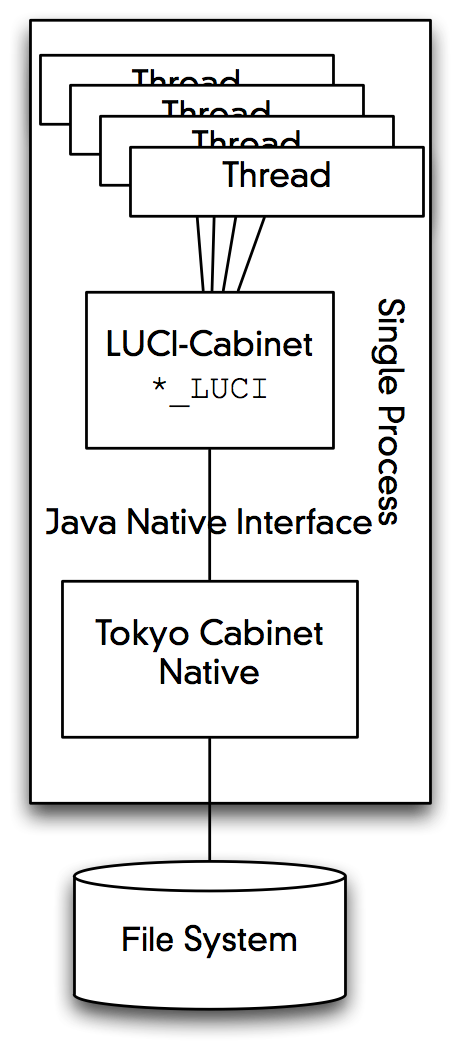 Thread
Thread
Thread
Thread
LUCI-Cabinet
*_LUCI
Single Process
Java Native Interface
Tokyo Cabinet
Native
File System